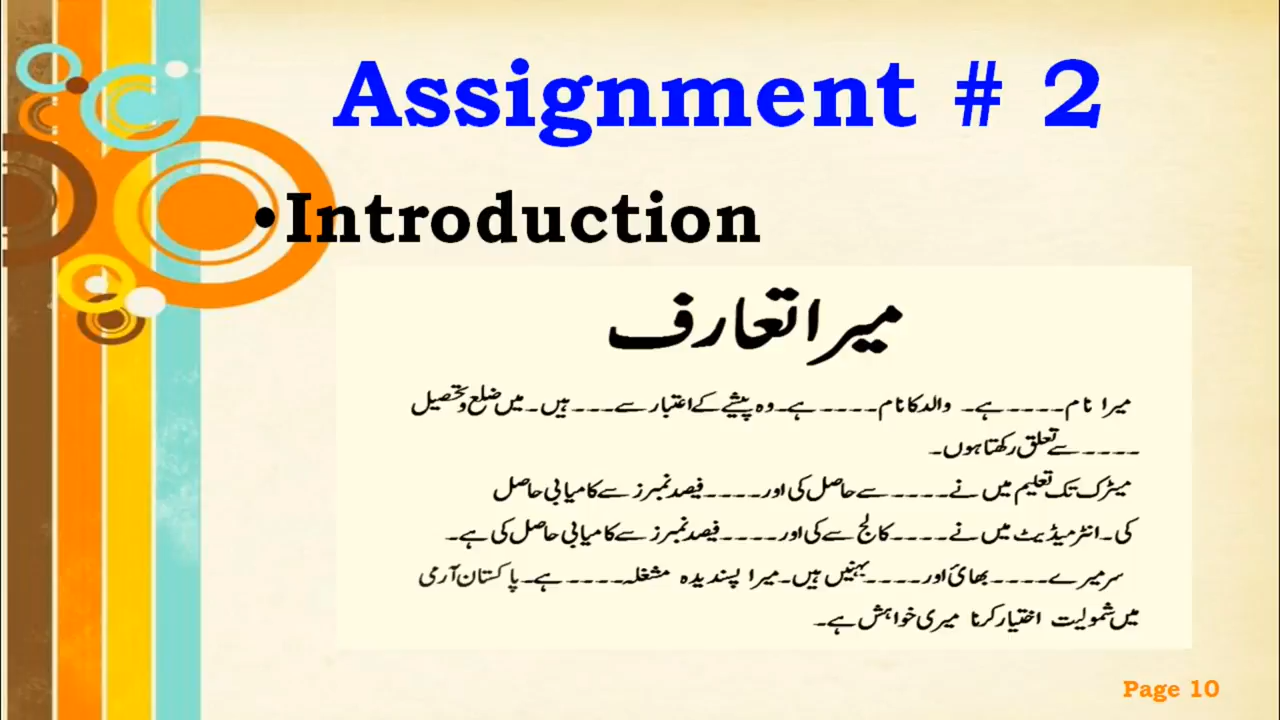 Assignment # 2
•Introduction
میرا تعارف
میرا نام۔۔۔۔ہے۔ والد کا نام۔۔۔۔ہے۔ وہ پیشے کے اعتبار سے۔۔۔ہیں۔ میں ضلع و تحصیل
۔۔۔۔سے تعلق رکھتا ہوں۔
میٹرک تک تعلیم میں نے۔۔۔۔سے حاصل کی اور۔۔۔۔فیصد نمبرز سے کامیابی حاصل
کی۔ انٹرمیڈیٹ میں نے۔۔۔۔کالج سے کی اور۔۔۔۔فیصد نمبرز سے کامیابی حاصل کی ہے۔
سر میرے۔۔۔۔بھائ اور۔۔۔۔بہنیں ہیں۔ میرا پسندیدہ مشغلہ۔۔۔۔ہے۔ پاکستان آرمی
میں شمولیت اختیار کرنا میری خواہش ہے۔
Page 10